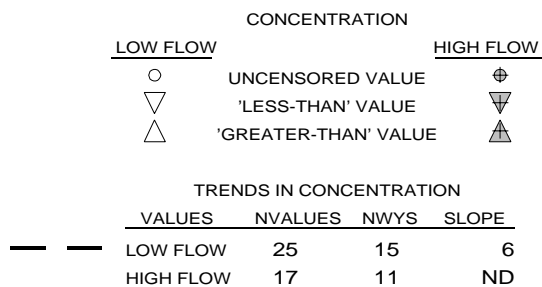 CONCENTRATION
LOW FLOW HIGH FLOW
UNCENSORED VALUE
'LESS-THAN' VALUE
'GREATER-THAN' VALUE
TRENDS IN CONCENTRATION
VALUES NVALUES NWYS SLOPE
LOW FLOW 25 15 6
HIGH FLOW 17 11 ND